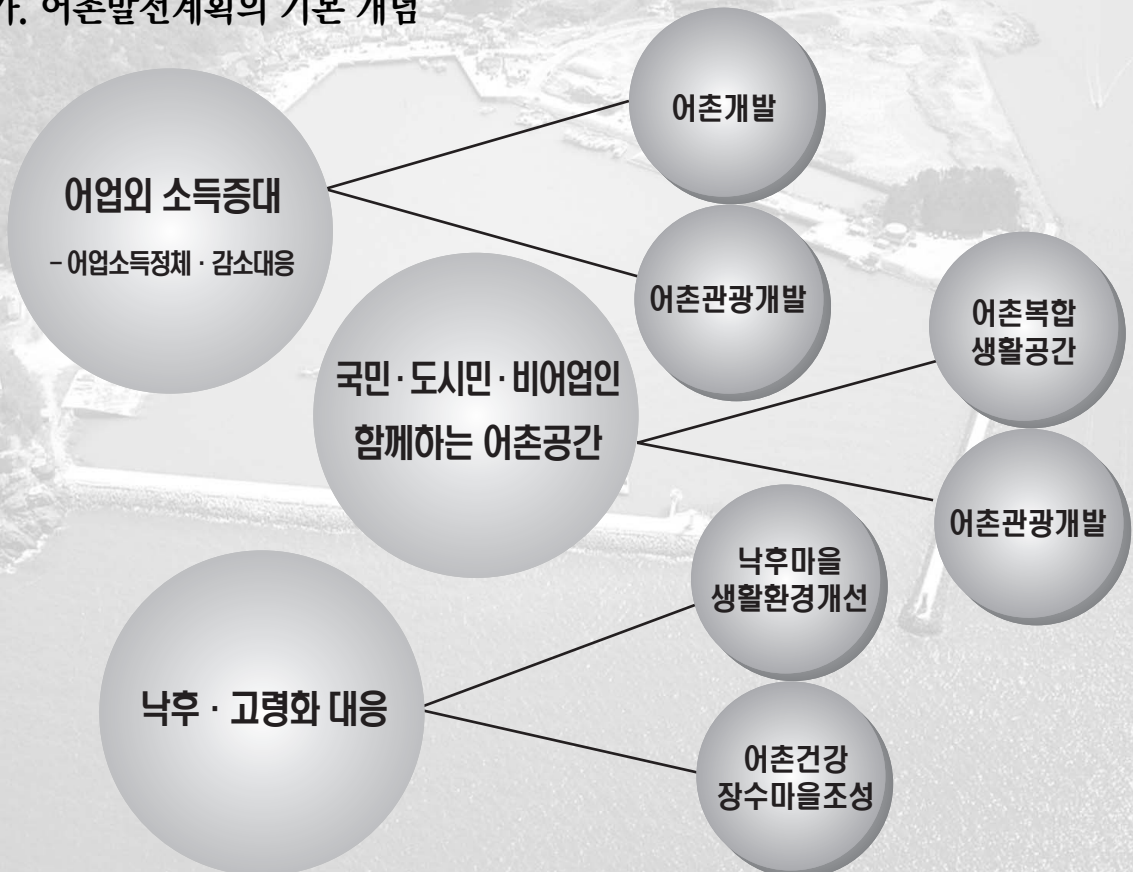 가. 어촌발전계획의 기본 개념
어업외 소득증대
- 어업소득정체 · 감소대응
어촌개발
어촌관광개발
국민 · 도시민 · 비어업인
함께하는 어촌공간
어촌복합
생활공간
어촌관광개발
낙후 · 고령화 대응
낙후마을
생활환경개선
어촌건강
장수마을조성